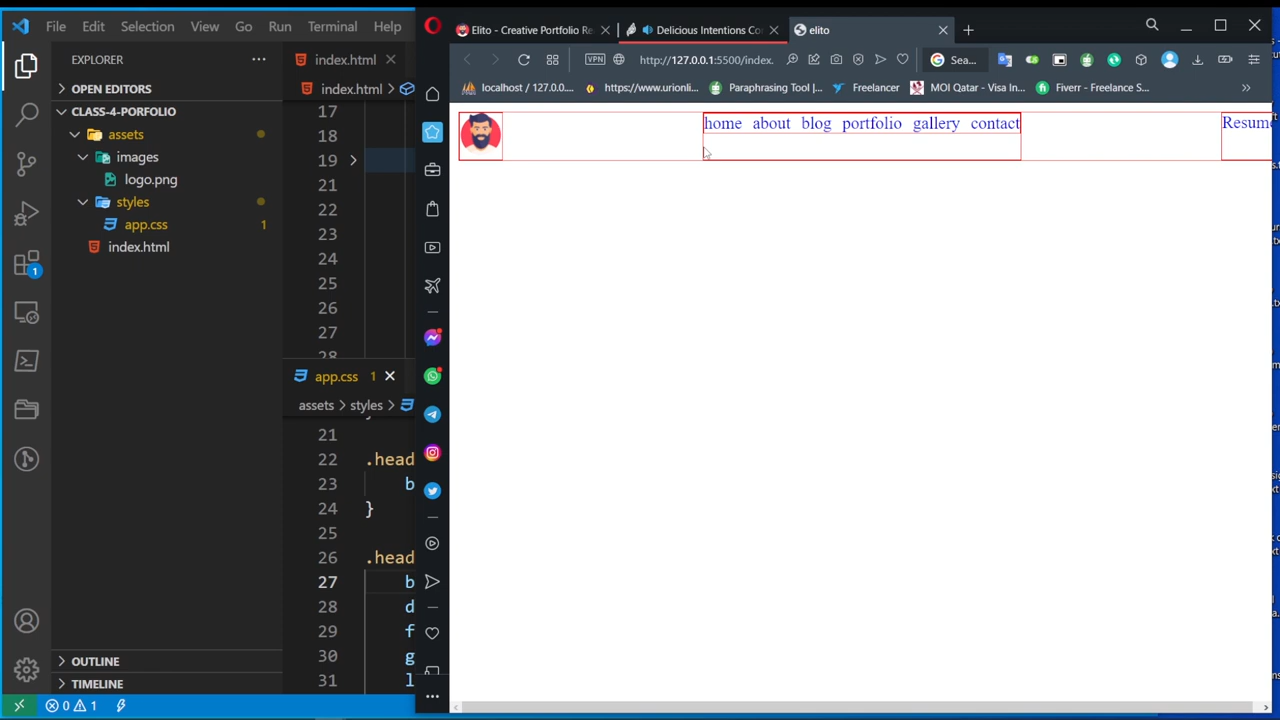 File Edit Selection View Go Run Terminal Help
EXPLORER
OPEN EDITORS
CLASS-4-PORFOLIO
assets
images
logo.png
styles
app.css 1
index.html
OUTLINE
TIMELINE
0 1
1
index.html
index.html
17
18
19
21
22
23
24
25
26
27
28
app.css 1
assets > styles >
21
22 .head
23 b
24 }
25
26 .head
27 b
28 d
29 f
30 g
31 l
Elito - Creative Portfolio Re
Delicious Intentions Co
elito
VPN
http://127.0.0.1:5500/index.
Sea...
localhost / 127.0....
https://www.urionli...
Paraphrasing Tool |...
Freelancer
MOI Qatar - Visa In...
Fiverr - Freelance S...
home about blog portfolio gallery contact
Resume